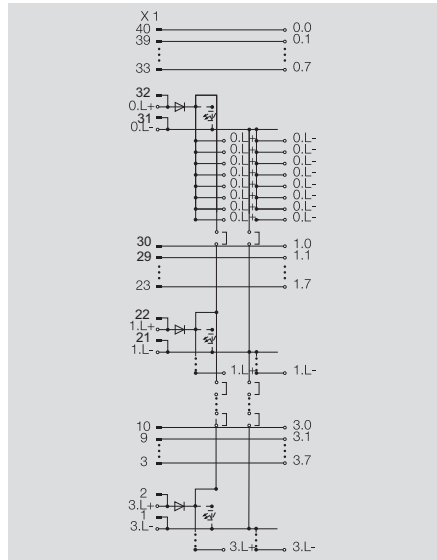 X 1
40 0.0
39 0.1
33 0.7
32
0.L+
31
0.L-
0.L+ 0.L-
0.L+ 0.L-
0.L+ 0.L-
0.L+ 0.L-
0.L+ 0.L-
0.L+ 0.L-
0.L+ 0.L-
0.L+ 0.L-
30 1.0
29 1.1
23 1.7
22
1.L+
21
1.L-
1.L+ 1.L-
10 3.0
9 3.1
3 3.7
2
3.L+
1
3.L-
3.L+ 3.L-